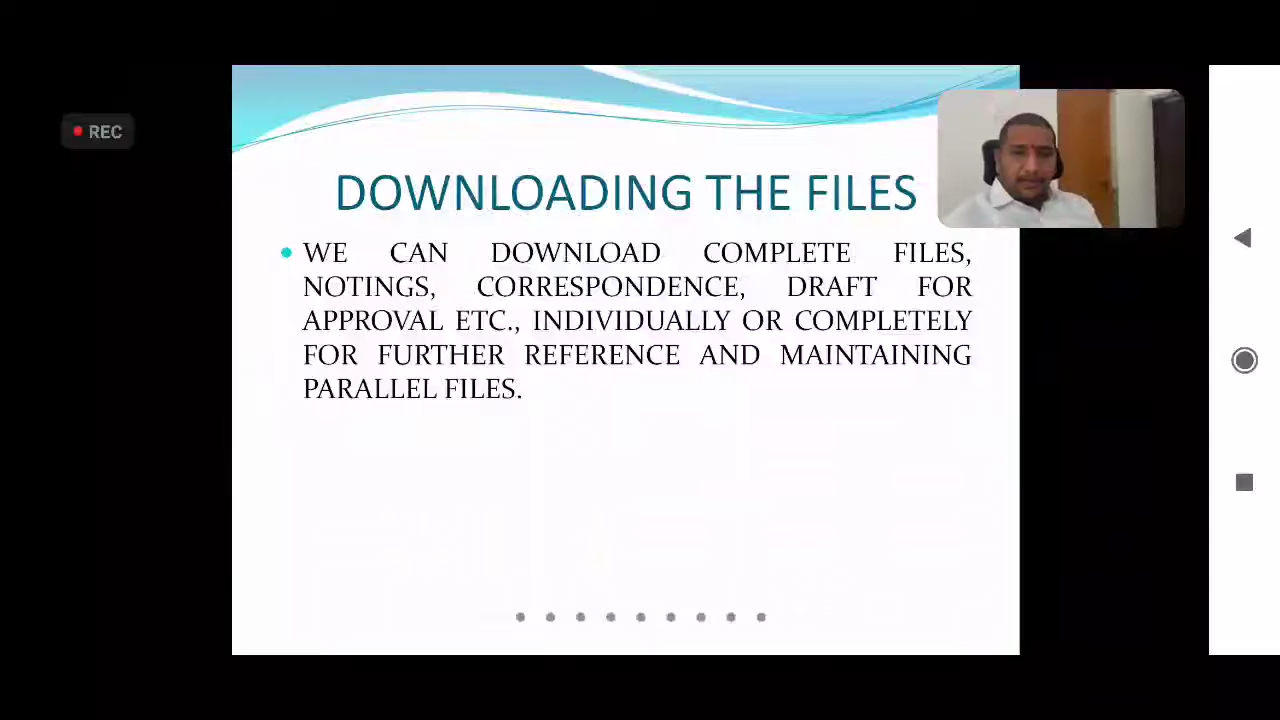 REC
DOWNLOADING THE FILES
WE CAN DOWNLOAD COMPLETE FILES,
NOTINGS, CORRESPONDENCE, DRAFT FOR
APPROVAL ETC., INDIVIDUALLY OR COMPLETELY
FOR FURTHER REFERENCE AND MAINTAINING
PARALLEL FILES.